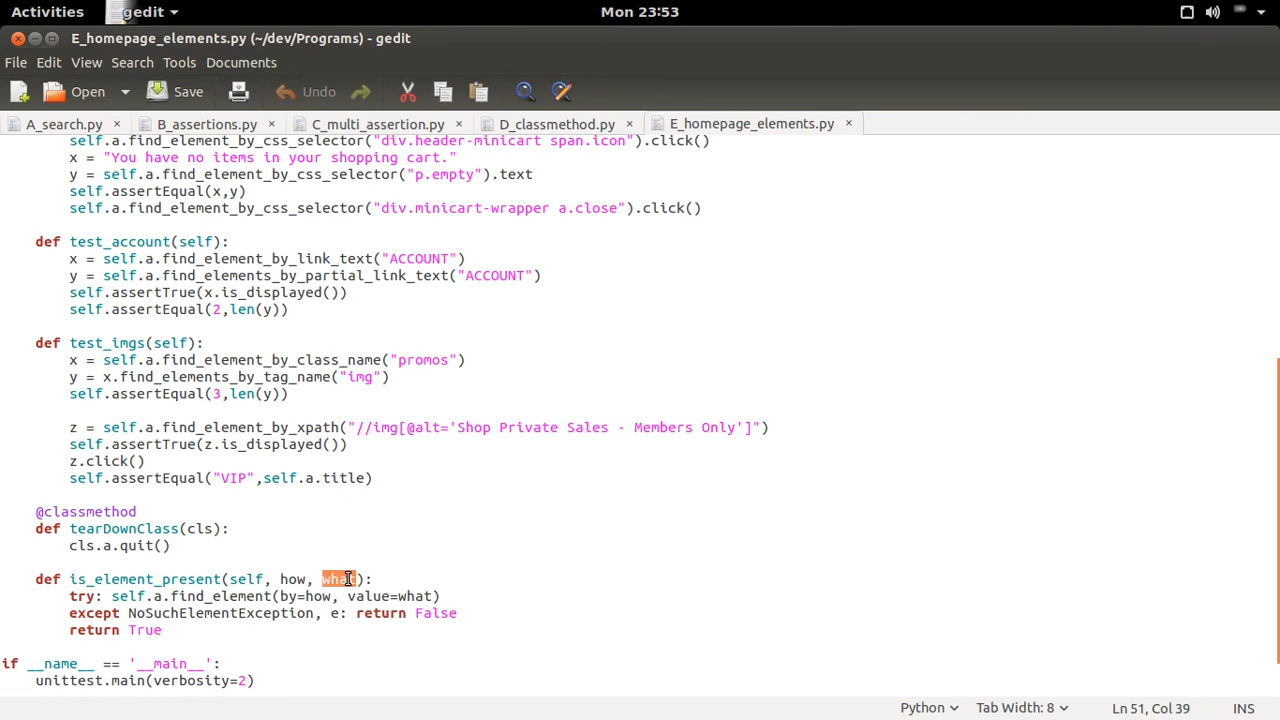 Activities gedit Mon 23:53
E_homepage_elements.py (~/dev/Programs) - gedit
File Edit View Search Tools Documents
Open Save Undo
A_search.py × B_assertions.py × C_multi_assertion.py × D_classmethod.py × E_homepage_elements.py ×
self.a.find_element_by_css_selector("div.header-minicart span.icon").click()
x = "You have no items in your shopping cart."
y = self.a.find_element_by_css_selector("p.empty").text
self.assertEqual(x,y)
self.a.find_element_by_css_selector("div.minicart-wrapper a.close").click()
def test_account(self):
x = self.a.find_element_by_link_text("ACCOUNT")
y = self.a.find_elements_by_partial_link_text("ACCOUNT")
self.assertTrue(x.is_displayed())
self.assertEqual(2,len(y))
def test_imgs(self):
x = self.a.find_element_by_class_name("promos")
y = x.find_elements_by_tag_name("img")
self.assertEqual(3,len(y))
z = self.a.find_element_by_xpath("//img[@alt='Shop Private Sales - Members Only']")
self.assertTrue(z.is_displayed())
z.click()
self.assertEqual("VIP",self.a.title)
@classmethod
def tearDownClass(cls):
cls.a.quit()
def is_element_present(self, how, what):
try: self.a.find_element(by=how, value=what)
except NoSuchElementException, e: return False
return True
if __name__ == '__main__':
unittest.main(verbosity=2)
Python Tab Width: 8 Ln 51, Col 39 INS